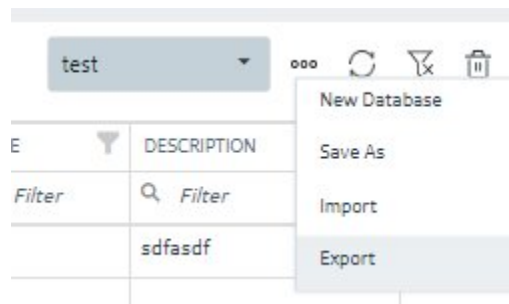 test
New Database
E
DESCRIPTION
Save As
Filter
Filter
Import
sdfasdf
Export